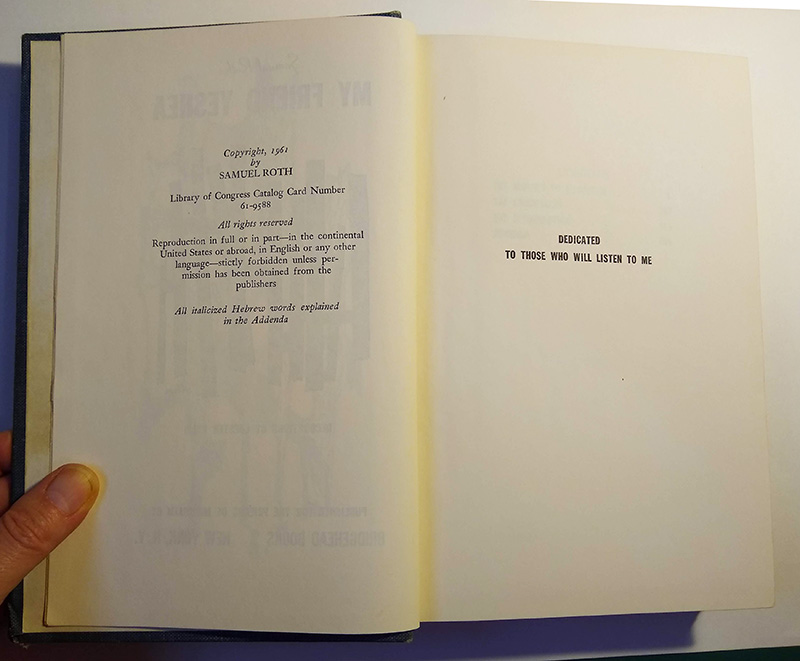 Copyright, 1961
by
SAMUEL ROTH
Library of Congress Catalog Card Number
61-9588
All rights reserved
Reproduction in full or in part—in the continental
United States or abroad, in English or any other
language—stictly forbidden unless per-
mission has been obtained from the
publishers
All italicized Hebrew words explained
in the Addenda
DEDICATED
TO THOSE WHO WILL LISTEN TO ME